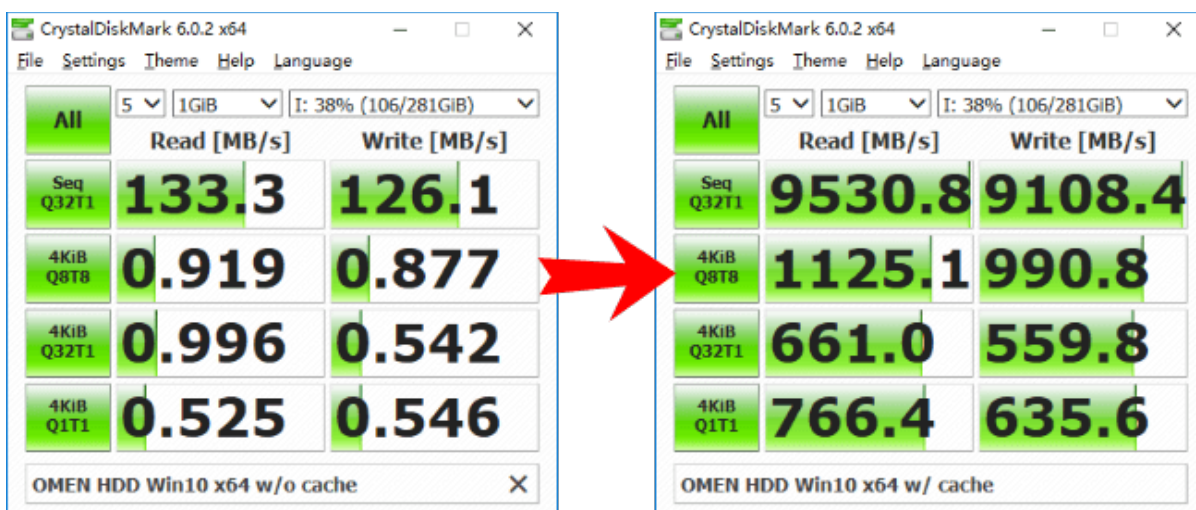 CrystalDiskMark 6.0.2 x64
File Settings Theme Help Language
All
5 1GiB I: 38% (106/281GiB)
Read [MB/s] Write [MB/s]
Seq Q32T1 133.3 126.1
4KiB Q8T8 0.919 0.877
4KiB Q32T1 0.996 0.542
4KiB Q1T1 0.525 0.546
OMEN HDD Win10 x64 w/o cache
CrystalDiskMark 6.0.2 x64
File Settings Theme Help Language
All
5 1GiB I: 38% (106/281GiB)
Read [MB/s] Write [MB/s]
Seq Q32T1 9530.8 9108.4
4KiB Q8T8 1125.1 990.8
4KiB Q32T1 661.0 559.8
4KiB Q1T1 766.4 635.6
OMEN HDD Win10 x64 w/ cache